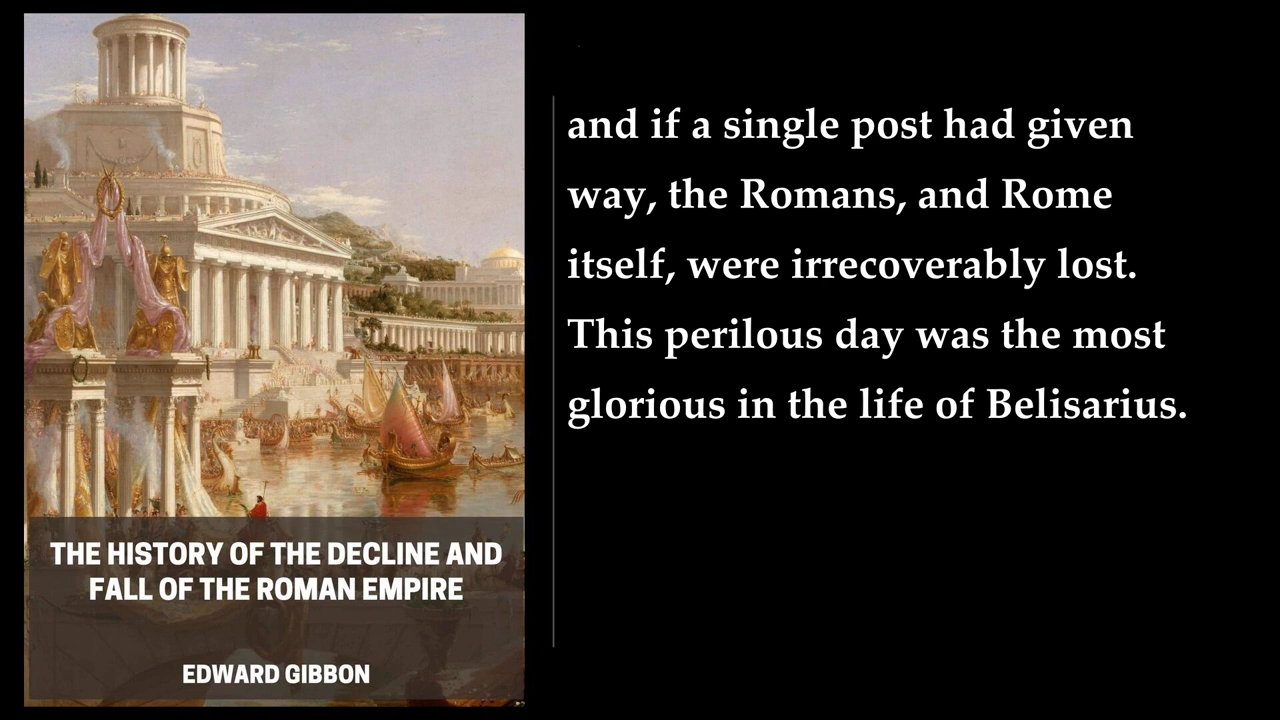 THE HISTORY OF THE DECLINE AND
FALL OF THE ROMAN EMPIRE
EDWARD GIBBON
and if a single post had given
way, the Romans, and Rome
itself, were irrecoverably lost.
This perilous day was the most
glorious in the life of Belisarius.